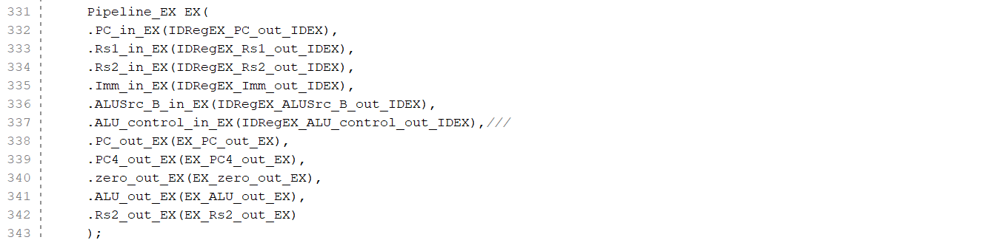 331 Pipeline_EX EX(
332 .PC_in_EX(IDRegEX_PC_out_IDEX),
333 .Rs1_in_EX(IDRegEX_Rs1_out_IDEX),
334 .Rs2_in_EX(IDRegEX_Rs2_out_IDEX),
335 .Imm_in_EX(IDRegEX_Imm_out_IDEX),
336 .ALUSrc_B_in_EX(IDRegEX_ALUSrc_B_out_IDEX),
337 .ALU_control_in_EX(IDRegEX_ALU_control_out_IDEX),///
338 .PC_out_EX(EX_PC_out_EX),
339 .PC4_out_EX(EX_PC4_out_EX),
340 .zero_out_EX(EX_zero_out_EX),
341 .ALU_out_EX(EX_ALU_out_EX),
342 .Rs2_out_EX(EX_Rs2_out_EX)
343 );